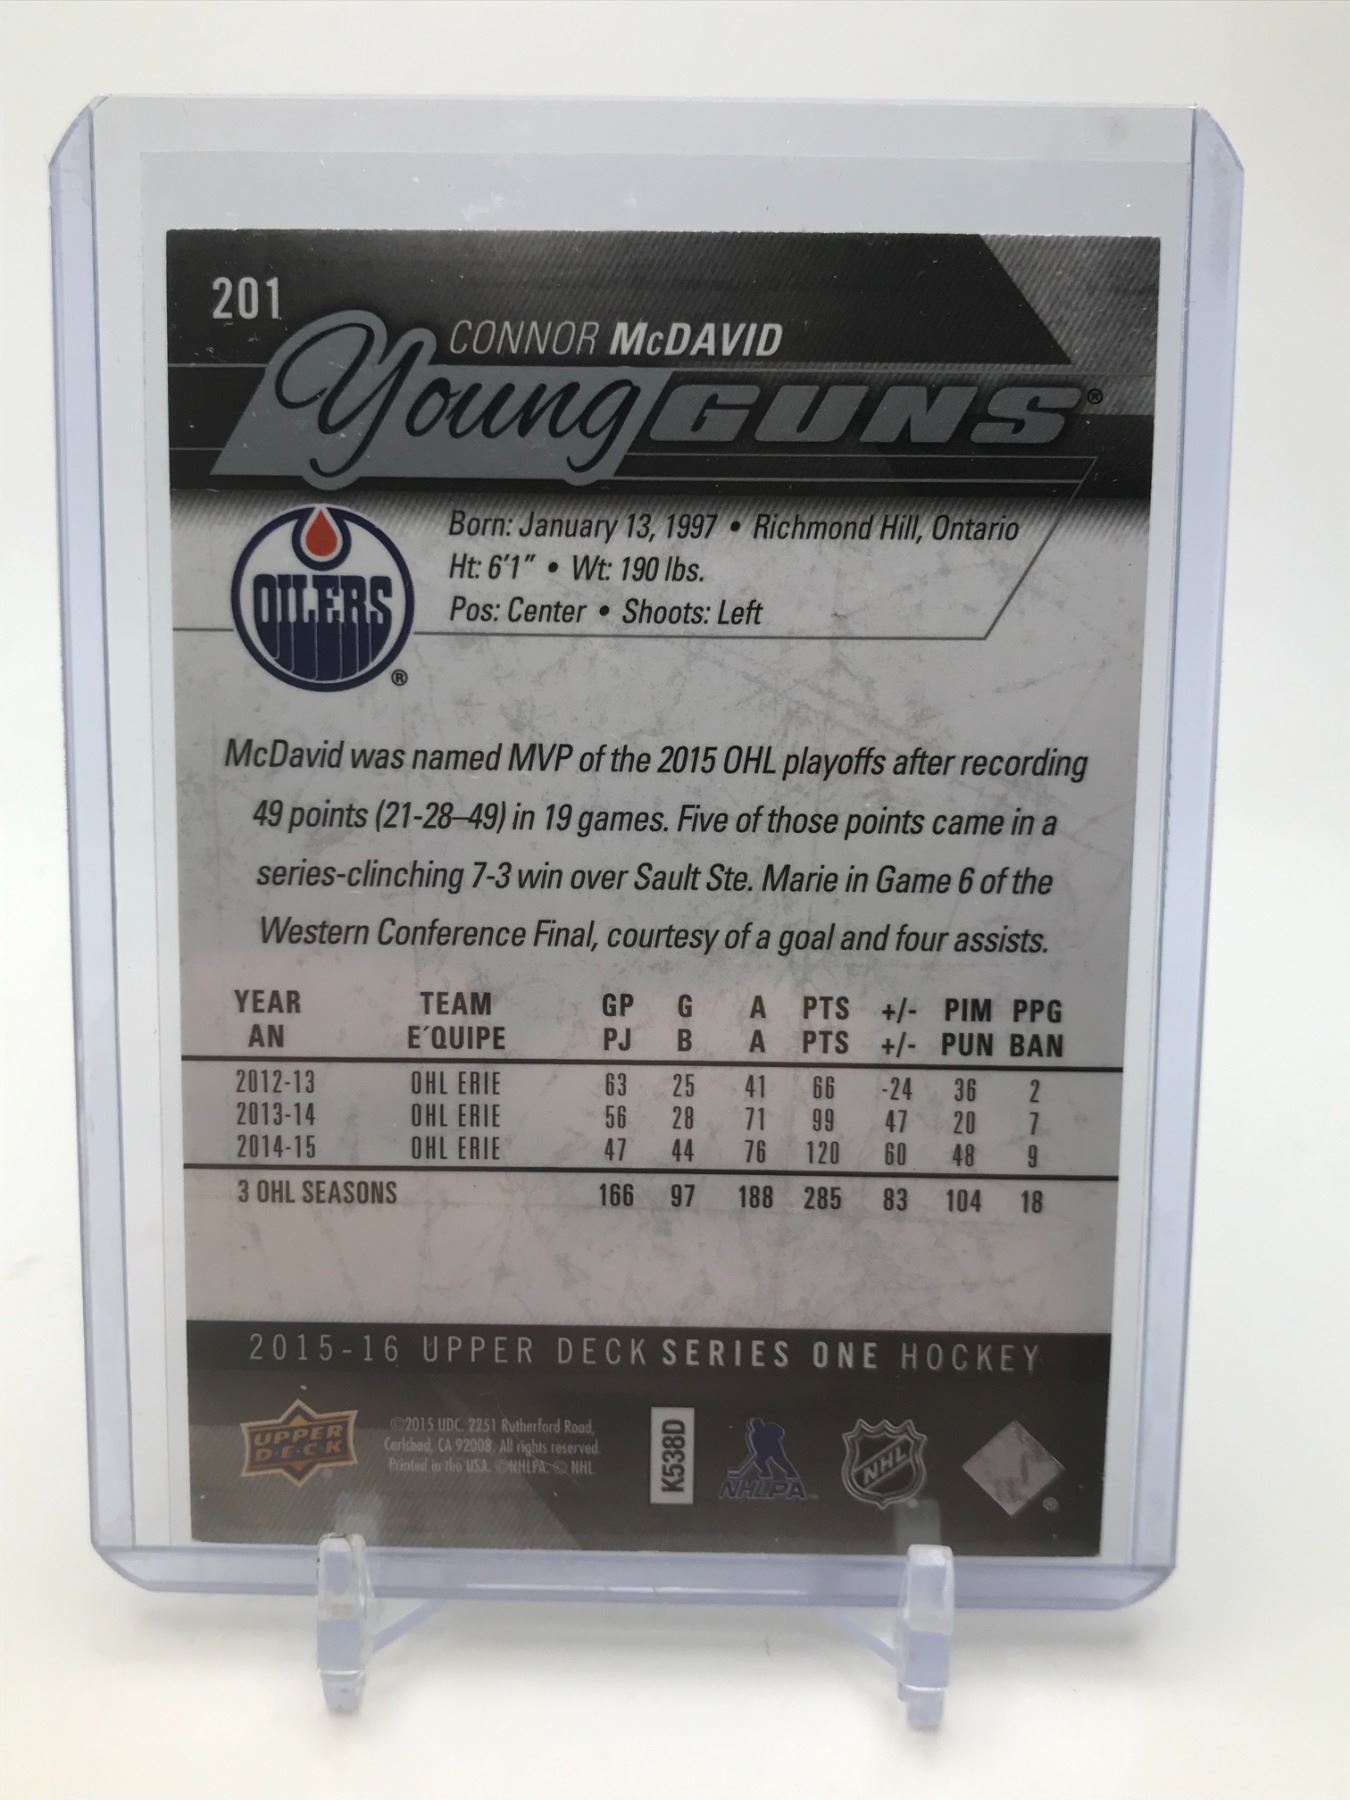 201
CONNOR McDAVID
Young GUNS®
Born: January 13, 1997 • Richmond Hill, Ontario
Ht: 6'1" • Wt: 190 lbs.
Pos: Center • Shoots: Left
OILERS
®
McDavid was named MVP of the 2015 OHL playoffs after recording
49 points (21-28–49) in 19 games. Five of those points came in a
series-clinching 7-3 win over Sault Ste. Marie in Game 6 of the
Western Conference Final, courtesy of a goal and four assists.
YEAR TEAM GP G A PTS +/- PIM PPG
AN E´QUIPE PJ B A PTS +/- PUN BAN
2012-13 OHL ERIE 63 25 41 66 -24 36 2
2013-14 OHL ERIE 56 28 71 99 47 20 7
2014-15 OHL ERIE 47 44 76 120 60 48 9
3 OHL SEASONS 166 97 188 285 83 104 18
2015-16 UPPER DECK SERIES ONE HOCKEY
UPPER
D·E·C·K
©2015 UDC. 2251 Rutherford Road,
Carlsbad, CA 92008. All rights reserved.
Printed in the USA. ©NHLPA. © NHL
K538D
NHLPA
NHL